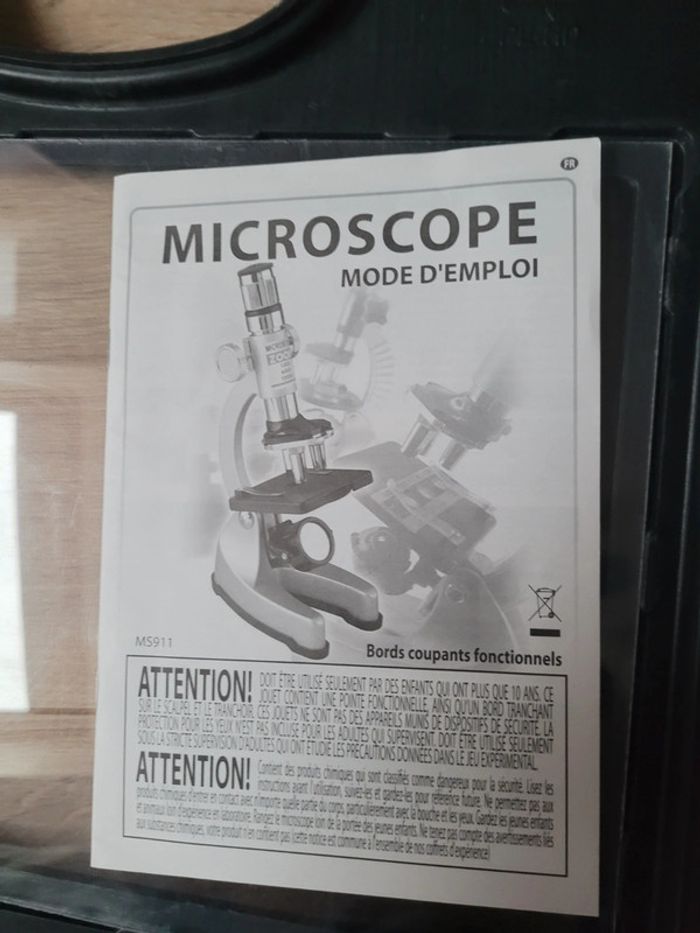 FR
MICROSCOPE
MODE D'EMPLOI
ZOOM
MS911
Bords coupants fonctionnels
ATTENTION! DOIT ÊTRE UTILISÉ SEULEMENT PAR DES ENFANTS QUI ONT PLUS QUE 10 ANS. CE
JOUET CONTIENT UNE POINTE FONCTIONNELLE, AINSI QU'UN BORD TRANCHANT
SUR LE SCALPEL ET LE TRANCHOIR. CES JOUETS NE SONT PAS DES APPAREILS MUNIS DE DISPOSITIFS DE SÉCURITÉ. LA
PROTECTION POUR LES YEUX N'EST PAS INCLUSE POUR LES ADULTES QUI SUPERVISENT. DOIT ÊTRE UTILISÉ SEULEMENT
SOUS LA STRICTE SUPERVISION D'ADULTES QUI ONT ÉTUDIÉ LES PRÉCAUTIONS DONNÉES DANS LE JEU EXPÉRIMENTAL.
ATTENTION! Contient des produits chimiques qui sont classifiés comme dangereux pour la sécurité. Lisez les
instructions avant l'utilisation, suivez-les et gardez-les pour référence future. Ne permettez pas aux
produits chimiques d'entrer en contact avec n'importe quelle partie du corps, particulièrement avec la bouche et les yeux. Gardez les jeunes enfants
et animaux loin d'expérience en laboratoire. Rangez le microscope loin de la portée des jeunes enfants. Ne tenez pas compte des avertissements liés
aux substances chimiques, votre produit n'en contient pas (cette notice est commune à l'ensemble de nos coffrets d'expérience)